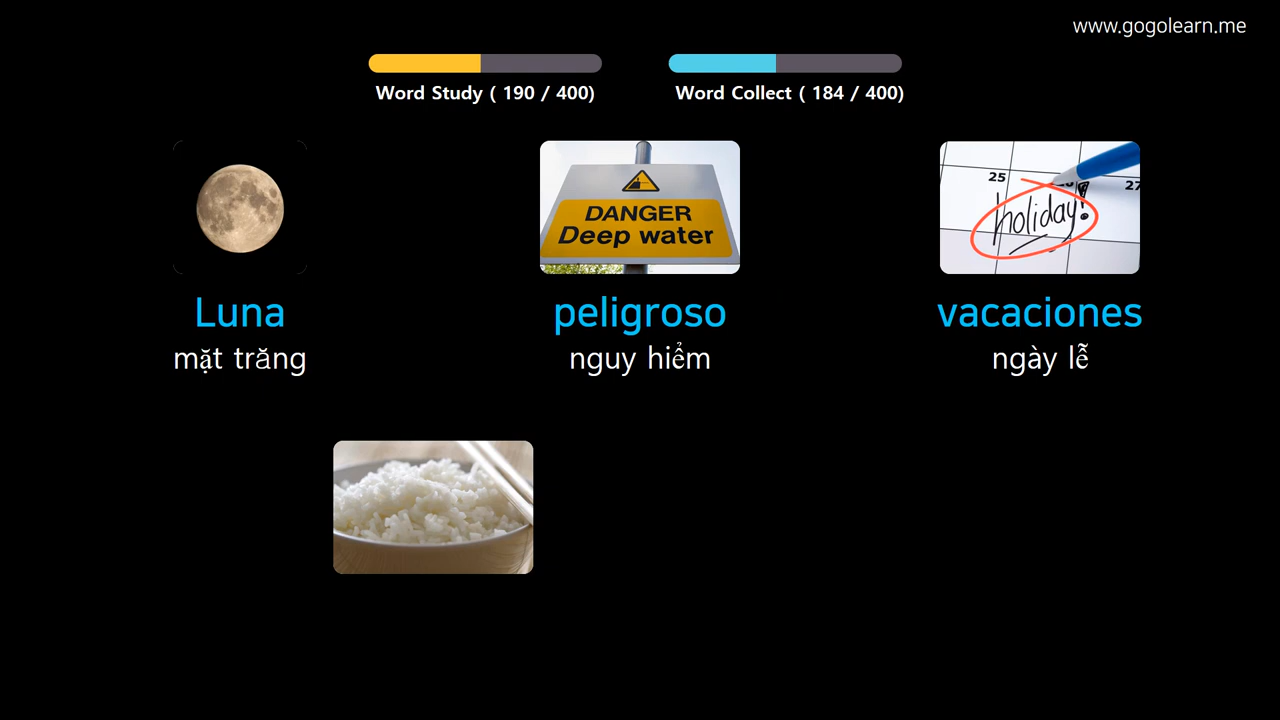 www.gogolearn.me
Word Study ( 190 / 400)
Word Collect ( 184 / 400)
DANGER
Deep water
25
27
holiday!
Luna
peligroso
vacaciones
mặt trăng
nguy hiểm
ngày lễ